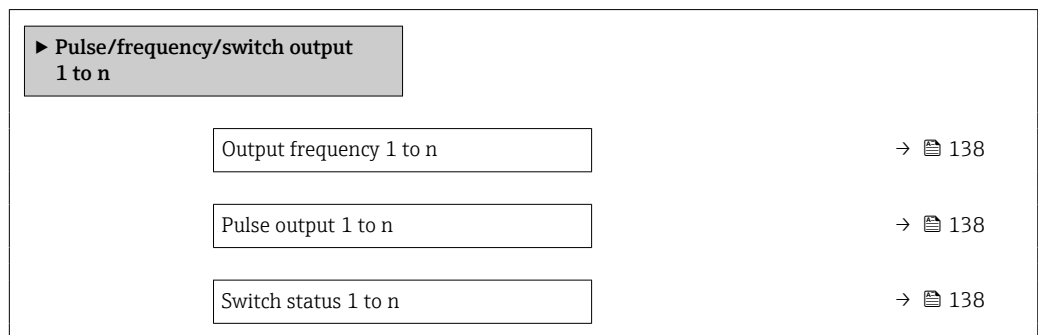 ▶ Pulse/frequency/switch output
1 to n
Output frequency 1 to n → 138
Pulse output 1 to n → 138
Switch status 1 to n → 138